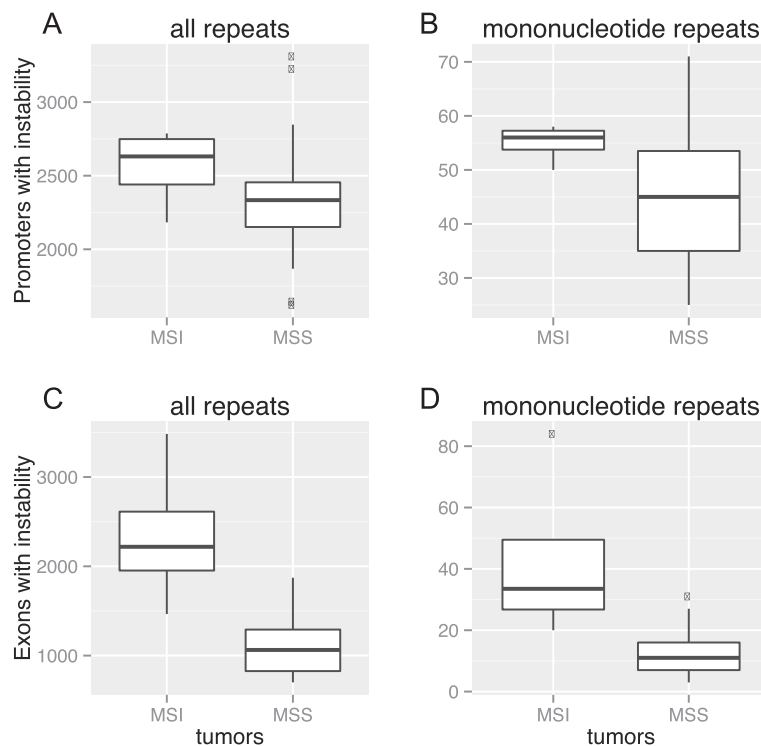 A
all repeats
Promoters with instability
3000
2500
2000
MSI
MSS
B
mononucleotide repeats
70
60
50
40
30
MSI
MSS
C
all repeats
Exons with instability
3000
2000
1000
MSI
MSS
tumors
D
mononucleotide repeats
80
60
40
20
0
MSI
MSS
tumors